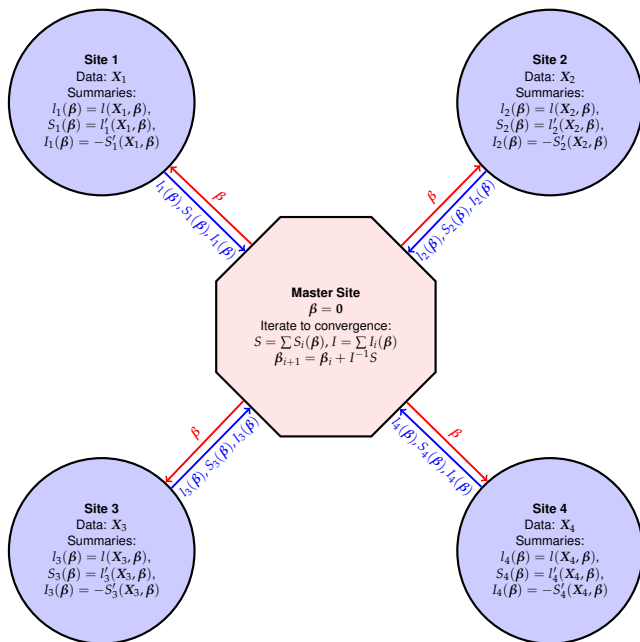 Site 1
Data: X₁
Summaries:
l₁(β) = l(X₁, β),
S₁(β) = l′₁(X₁, β),
I₁(β) = −S′₁(X₁, β)
Site 2
Data: X₂
Summaries:
l₂(β) = l(X₂, β),
S₂(β) = l′₂(X₂, β),
I₂(β) = −S′₂(X₂, β)
β
l₁(β), S₁(β), I₁(β)
β
l₂(β), S₂(β), I₂(β)
Master Site
β = 0
Iterate to convergence:
S = ∑ Sᵢ(β), I = ∑ Iᵢ(β)
βᵢ₊₁ = βᵢ + I⁻¹S
β
l₃(β), S₃(β), I₃(β)
β
l₄(β), S₄(β), I₄(β)
Site 3
Data: X₃
Summaries:
l₃(β) = l(X₃, β),
S₃(β) = l′₃(X₃, β),
I₃(β) = −S′₃(X₃, β)
Site 4
Data: X₄
Summaries:
l₄(β) = l(X₄, β),
S₄(β) = l′₄(X₄, β),
I₄(β) = −S′₄(X₄, β)